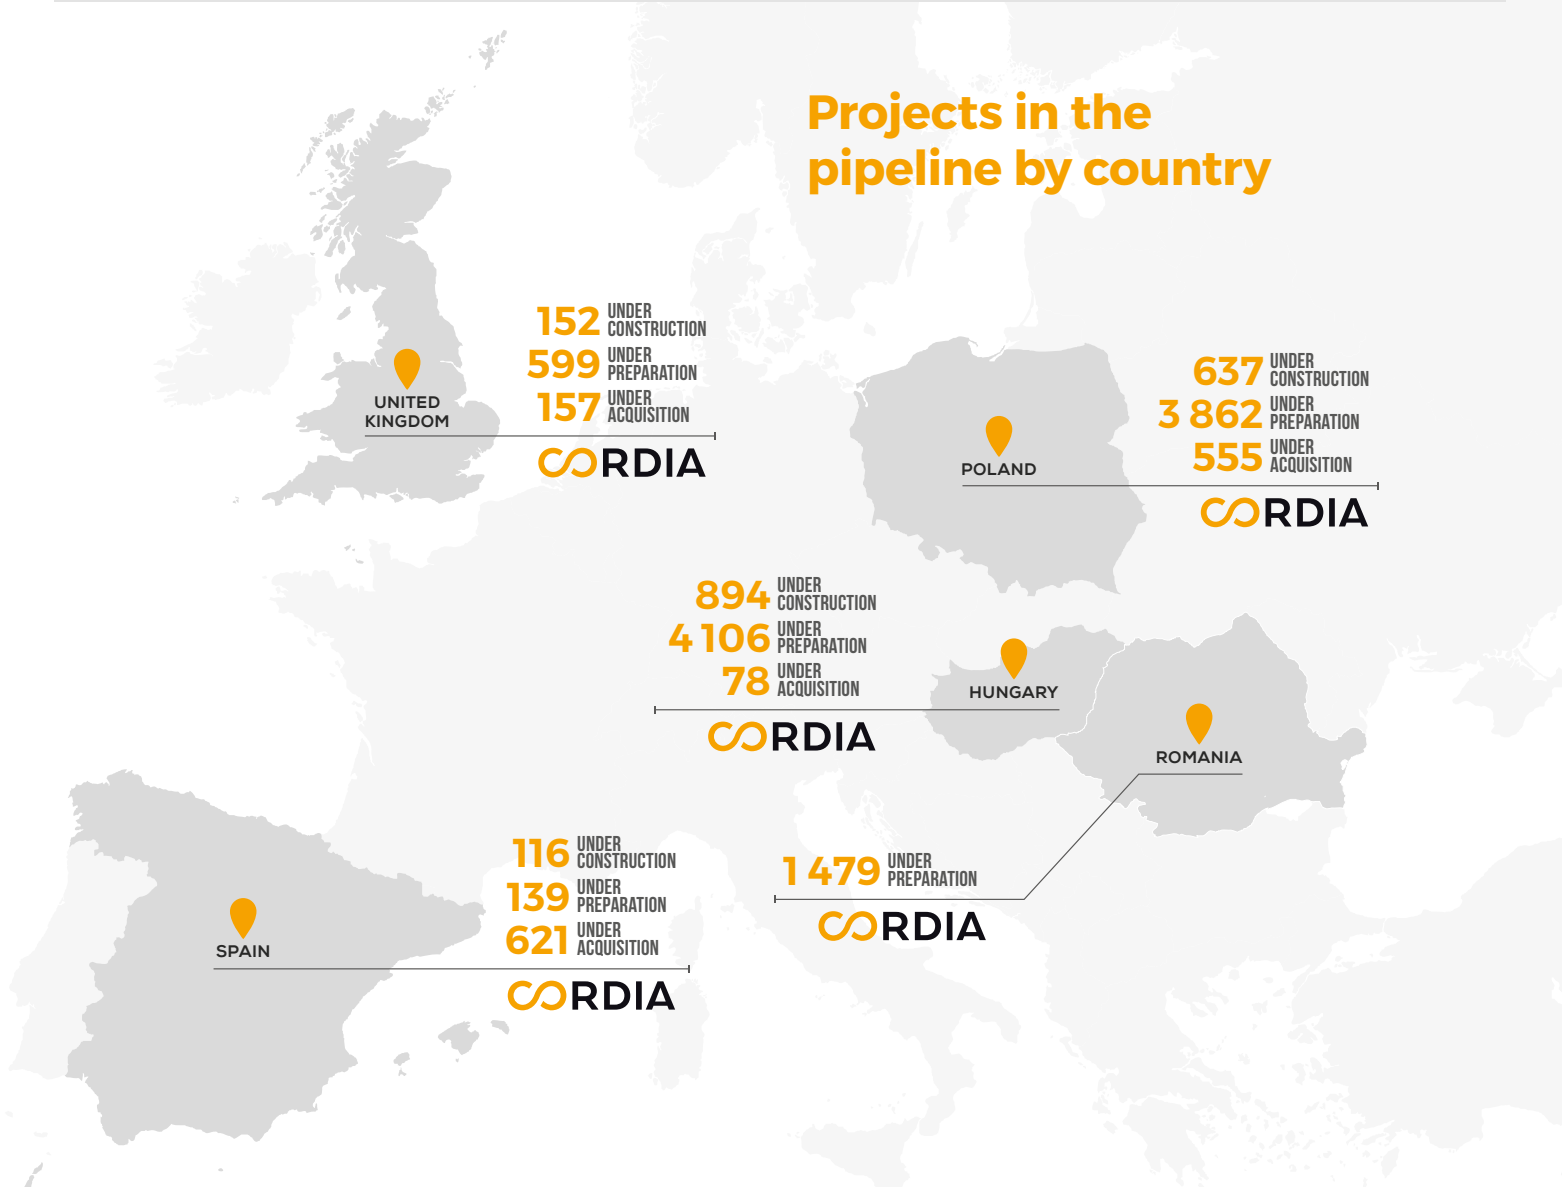 Projects in the
pipeline by country
152 UNDER
CONSTRUCTION
599 UNDER
PREPARATION
157 UNDER
ACQUISITION
UNITED
KINGDOM
CORDIA
637 UNDER
CONSTRUCTION
3 862 UNDER
PREPARATION
555 UNDER
ACQUISITION
POLAND
CORDIA
894 UNDER
CONSTRUCTION
4 106 UNDER
PREPARATION
78 UNDER
ACQUISITION
HUNGARY
CORDIA
ROMANIA
1 479 UNDER
PREPARATION
CORDIA
116 UNDER
CONSTRUCTION
139 UNDER
PREPARATION
621 UNDER
ACQUISITION
SPAIN
CORDIA